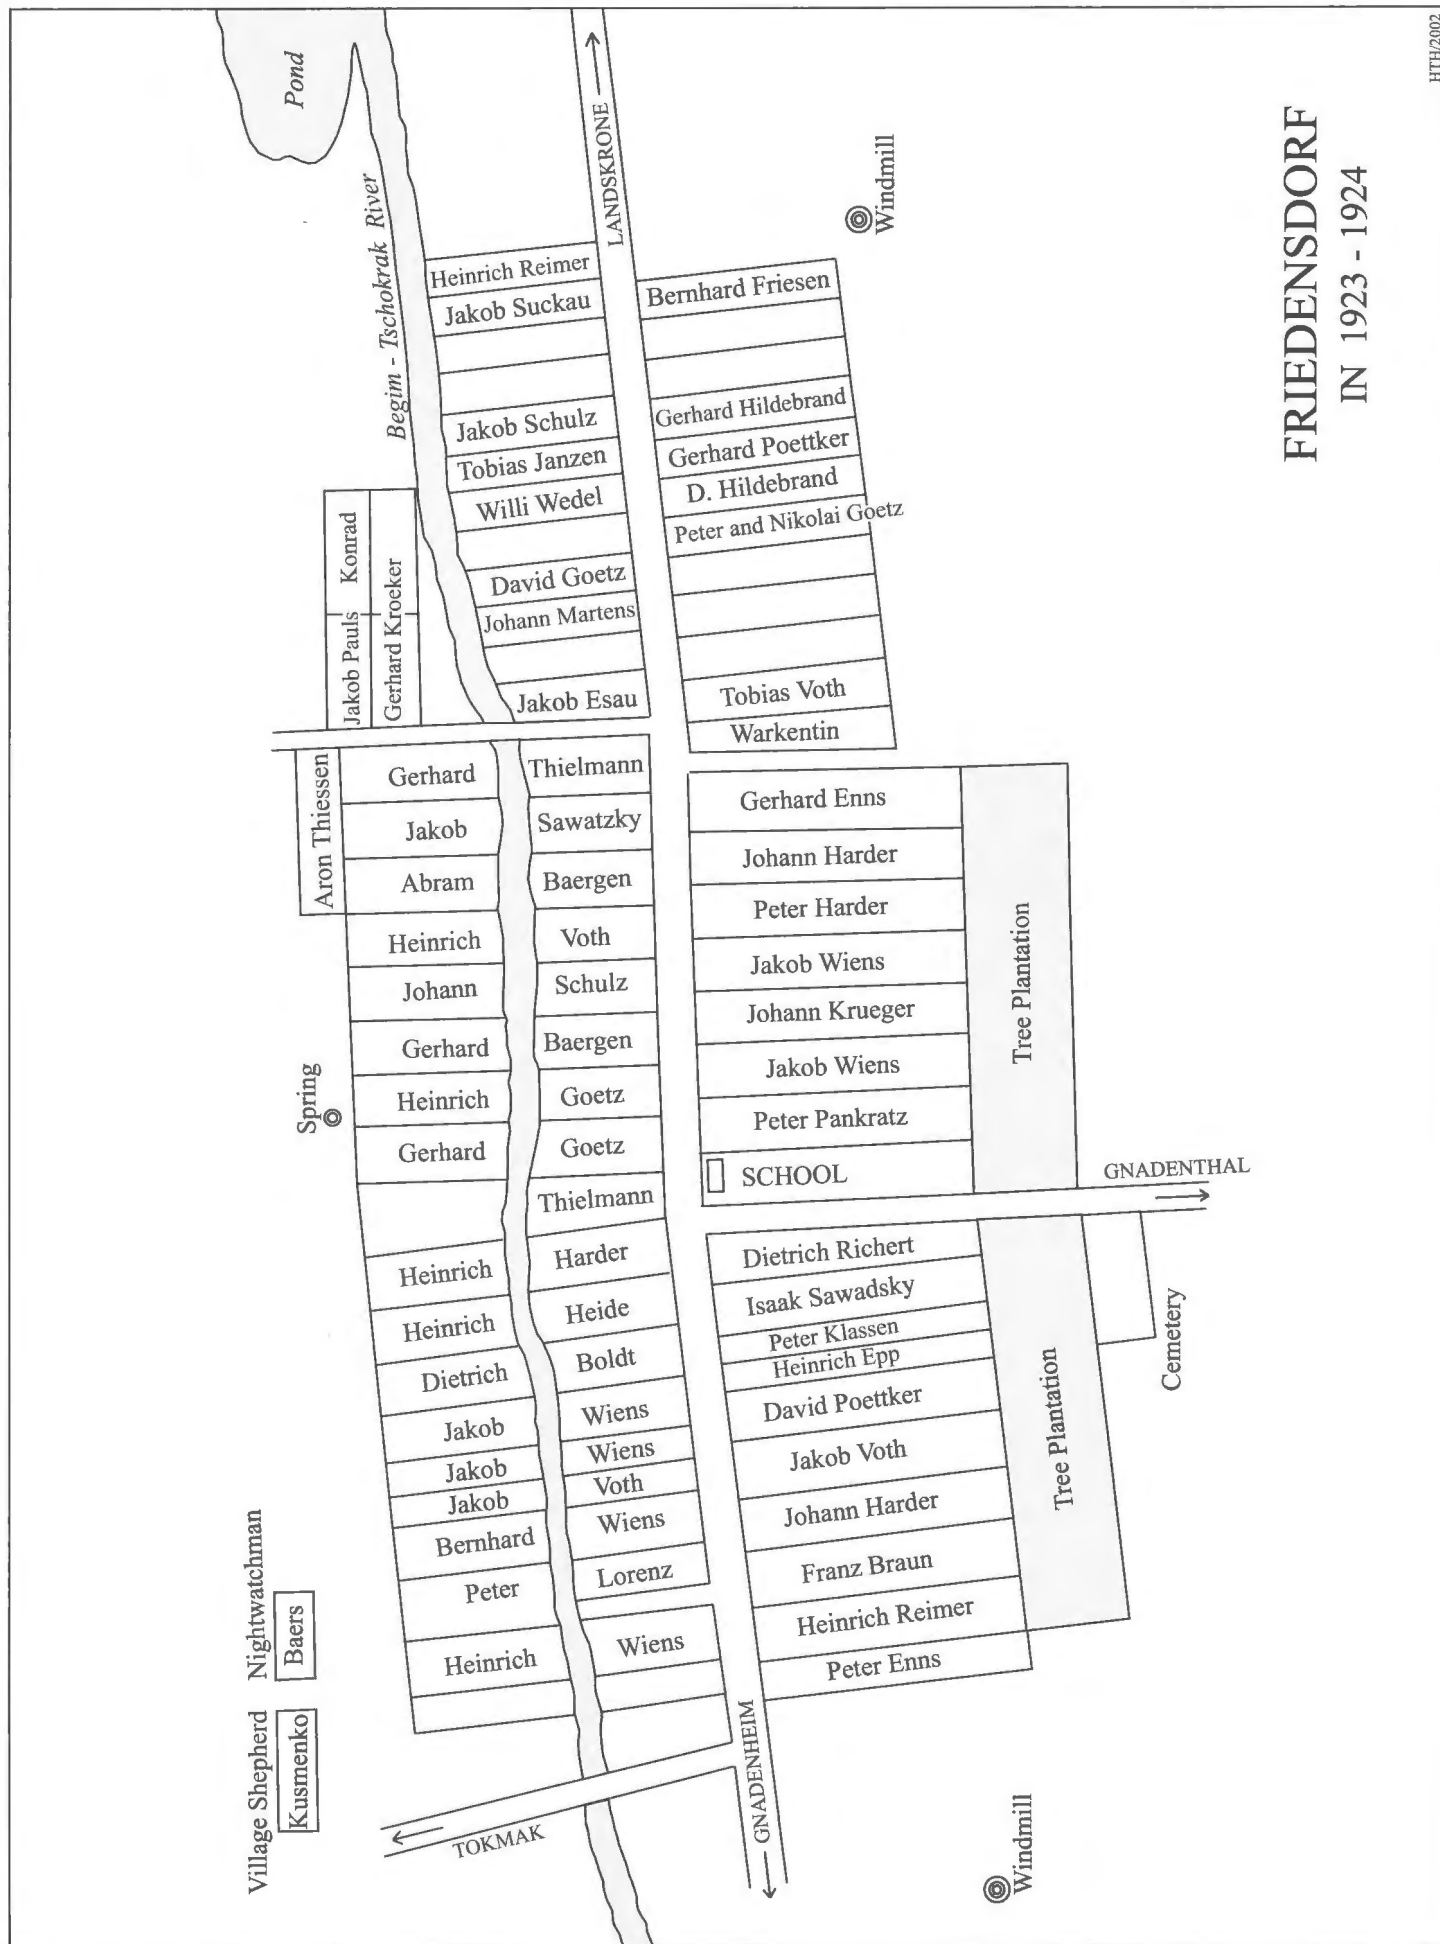 FRIEDENSDORF
IN 1923 - 1924
HTH/2002
Pond
Begim - Tschokrak River
LANDSKRONE
Windmill
Heinrich Reimer
Jakob Suckau
Jakob Schulz
Tobias Janzen
Willi Wedel
David Goetz
Johann Martens
Jakob Esau
Bernhard Friesen
Gerhard Hildebrand
Gerhard Poettker
D. Hildebrand
Peter and Nikolai Goetz
Tobias Voth
Warkentin
Jakob Pauls Konrad
Gerhard Kroeker
Aron Thiessen
Gerhard Thielmann
Jakob Sawatzky
Abram Baergen
Heinrich Voth
Johann Schulz
Gerhard Baergen
Heinrich Goetz
Gerhard Goetz
Thielmann
Heinrich Harder
Heinrich Heide
Dietrich Boldt
Jakob Wiens
Jakob Wiens
Jakob Voth
Bernhard Wiens
Peter Lorenz
Heinrich Wiens
Spring
Gerhard Enns
Johann Harder
Peter Harder
Jakob Wiens
Johann Krueger
Jakob Wiens
Peter Pankratz
SCHOOL
Tree Plantation
GNADENTHAL
Dietrich Richert
Isaak Sawadsky
Peter Klassen
Heinrich Epp
David Poettker
Jakob Voth
Johann Harder
Franz Braun
Heinrich Reimer
Peter Enns
Tree Plantation
Cemetery
Nightwatchman
Baers
Village Shepherd
Kusmenko
TOKMAK
GNADENHEIM
Windmill